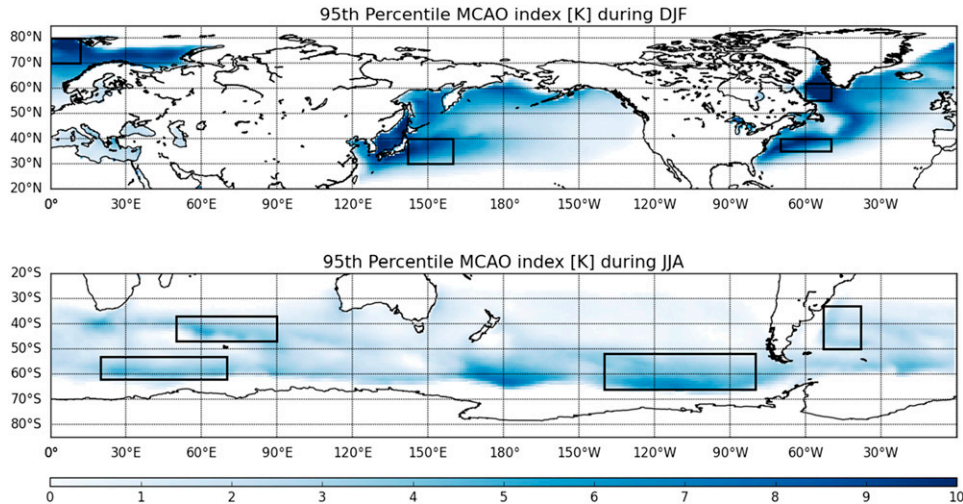 95th Percentile MCAO index [K] during DJF
80°N
70°N
60°N
50°N
40°N
30°N
20°N
0° 30°E 60°E 90°E 120°E 150°E 180° 150°W 120°W 90°W 60°W 30°W
95th Percentile MCAO index [K] during JJA
20°S
30°S
40°S
50°S
60°S
70°S
80°S
0° 30°E 60°E 90°E 120°E 150°E 180° 150°W 120°W 90°W 60°W 30°W
0 1 2 3 4 5 6 7 8 9 10